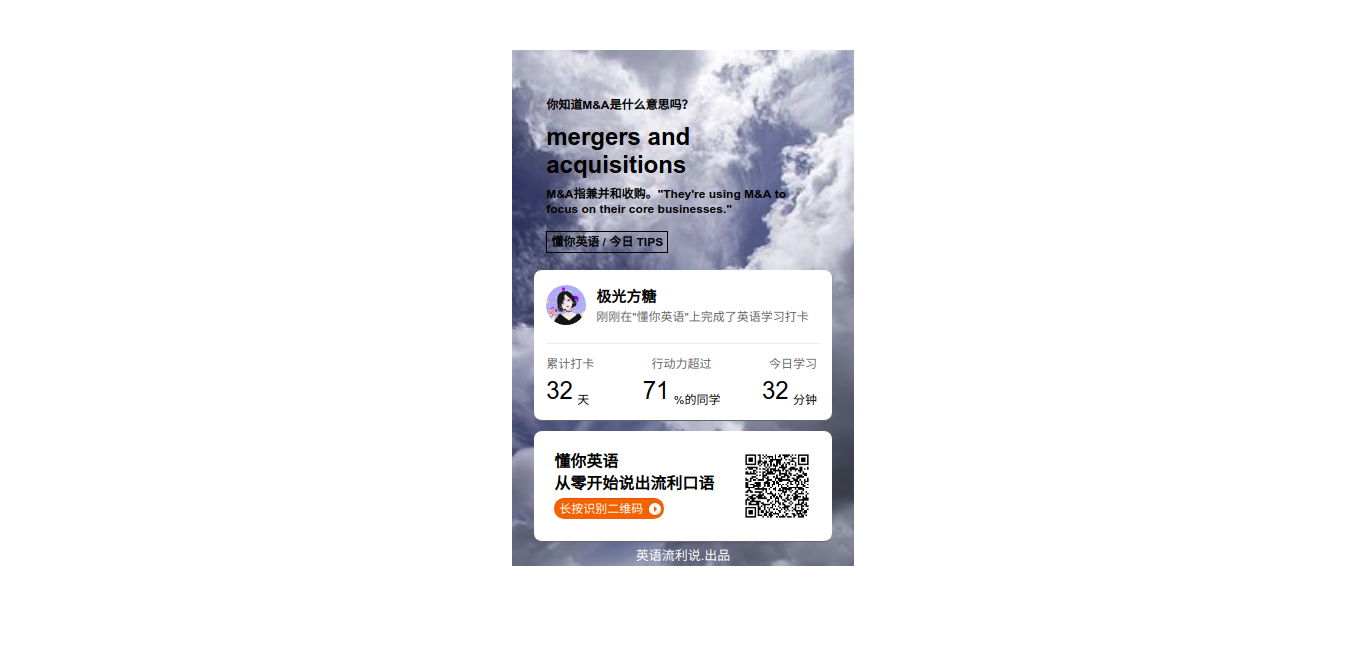 你知道M&A是什么意思吗？
mergers and
acquisitions
M&A指兼并和收购。"They're using M&A to
focus on their core businesses."
懂你英语 / 今日 TIPS
极光方糖
刚刚在"懂你英语"上完成了英语学习打卡
累计打卡 行动力超过 今日学习
32 天 71 %的同学 32 分钟
懂你英语
从零开始说出流利口语
长按识别二维码
英语流利说.出品